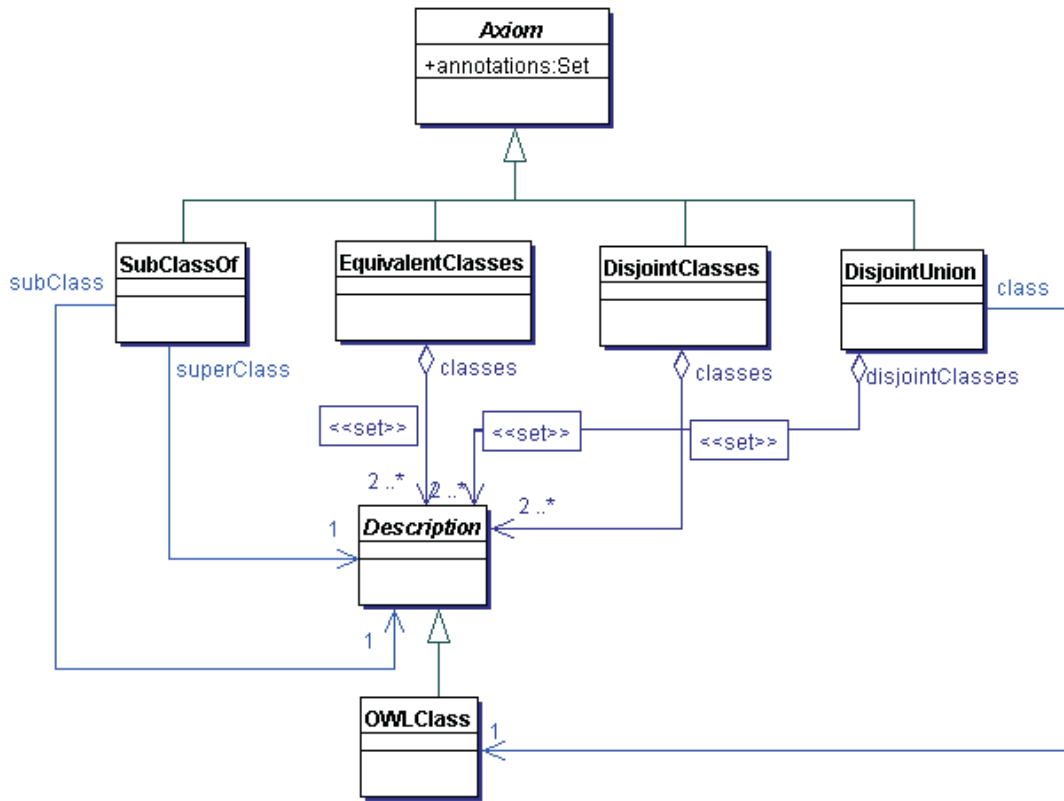 Axiom
+annotations:Set
SubClassOf
EquivalentClasses
DisjointClasses
DisjointUnion
subClass
class
superClass
classes
classes
disjointClasses
<<set>>
<<set>>
<<set>>
2 ..*
2 ..*
2 ..*
Description
1
1
OWLClass
1